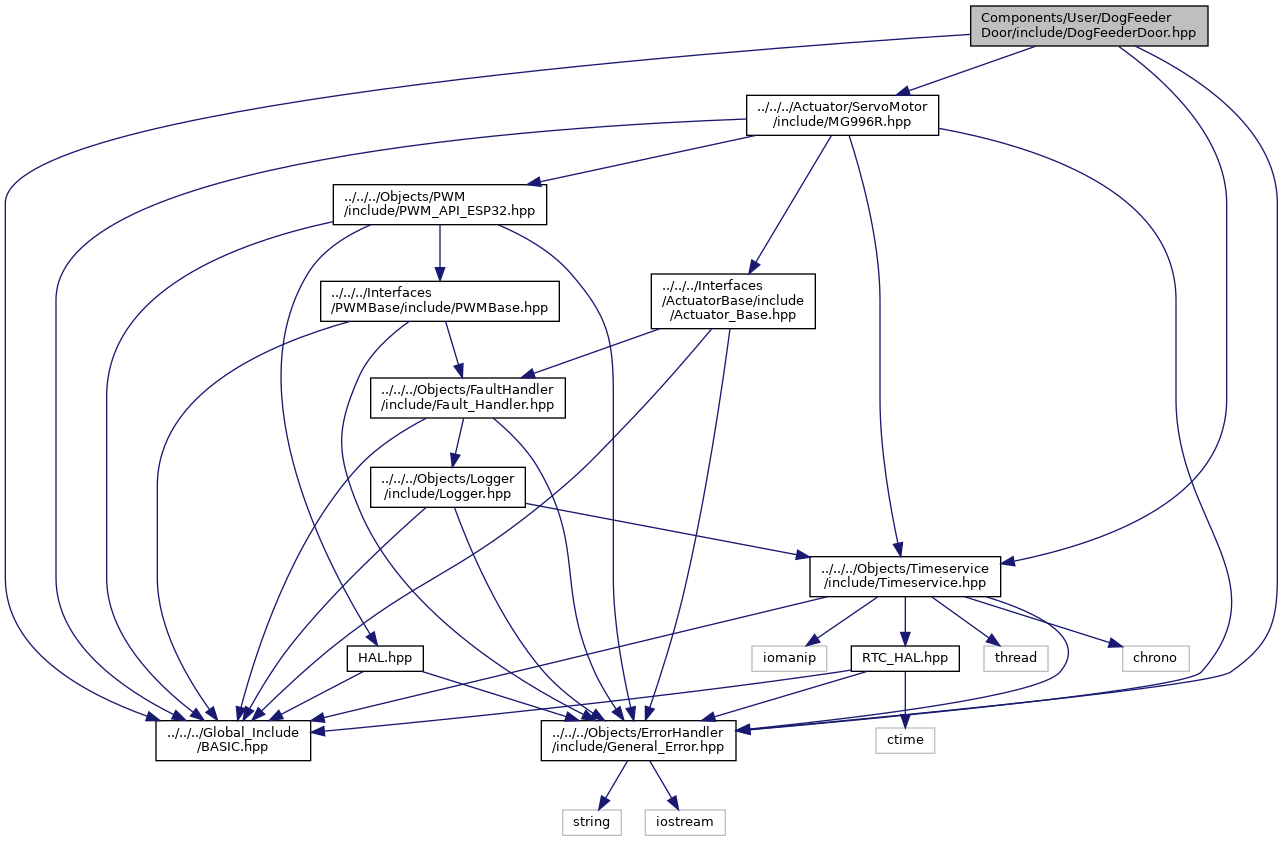 Components/User/DogFeeder
Door/include/DogFeederDoor.hpp
../../../Actuator/ServoMotor
/include/MG996R.hpp
../../../Objects/PWM
/include/PWM_API_ESP32.hpp
../../../Interfaces
/PWMBase/include/PWMBase.hpp
../../../Interfaces
/ActuatorBase/include
/Actuator_Base.hpp
../../../Objects/FaultHandler
/include/Fault_Handler.hpp
../../../Objects/Logger
/include/Logger.hpp
../../../Objects/Timeservice
/include/Timeservice.hpp
HAL.hpp
iomanip
RTC_HAL.hpp
thread
chrono
../../../Global_Include
/BASIC.hpp
../../../Objects/ErrorHandler
/include/General_Error.hpp
ctime
string
iostream